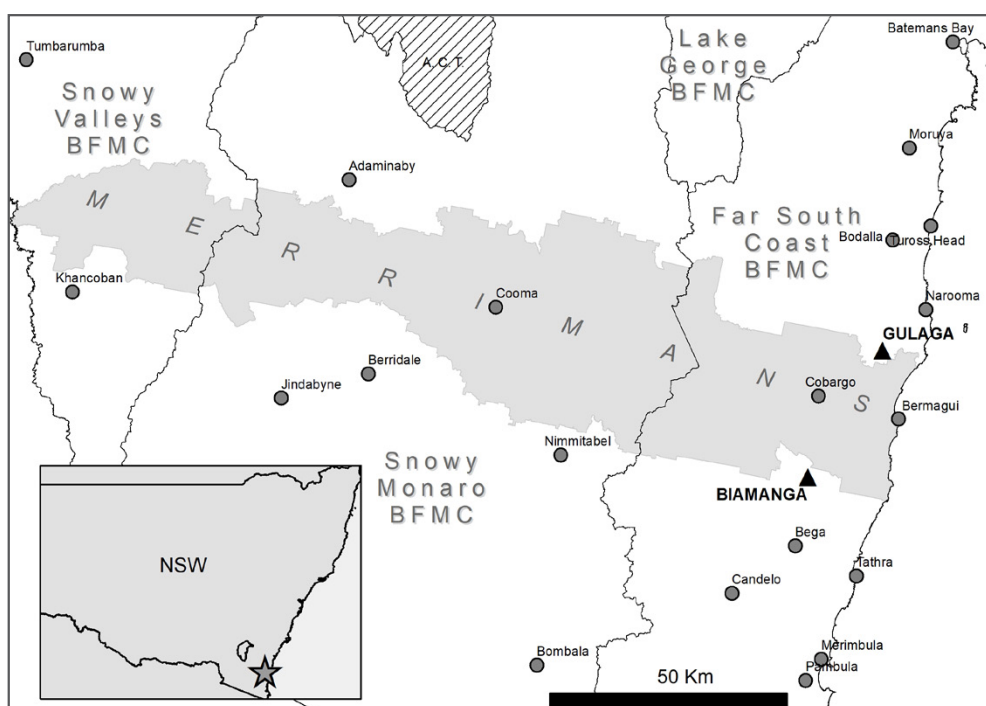 Batemans Bay
Tumbarumba
Lake
George
BFMC
A.C.T.
Snowy
Valleys
BFMC
Moruya
Adaminaby
MERRIMANS
Far South
Coast
BFMC
Bodalla
Tuross Head
Khancoban
Cooma
Narooma
GULAGA
Berridale
Jindabyne
Cobargo
Bermagui
Nimmitabel
Snowy
Monaro
BFMC
BIAMANGA
Bega
NSW
Tathra
Candelo
Merimbula
Bombala
Pambula
50 Km